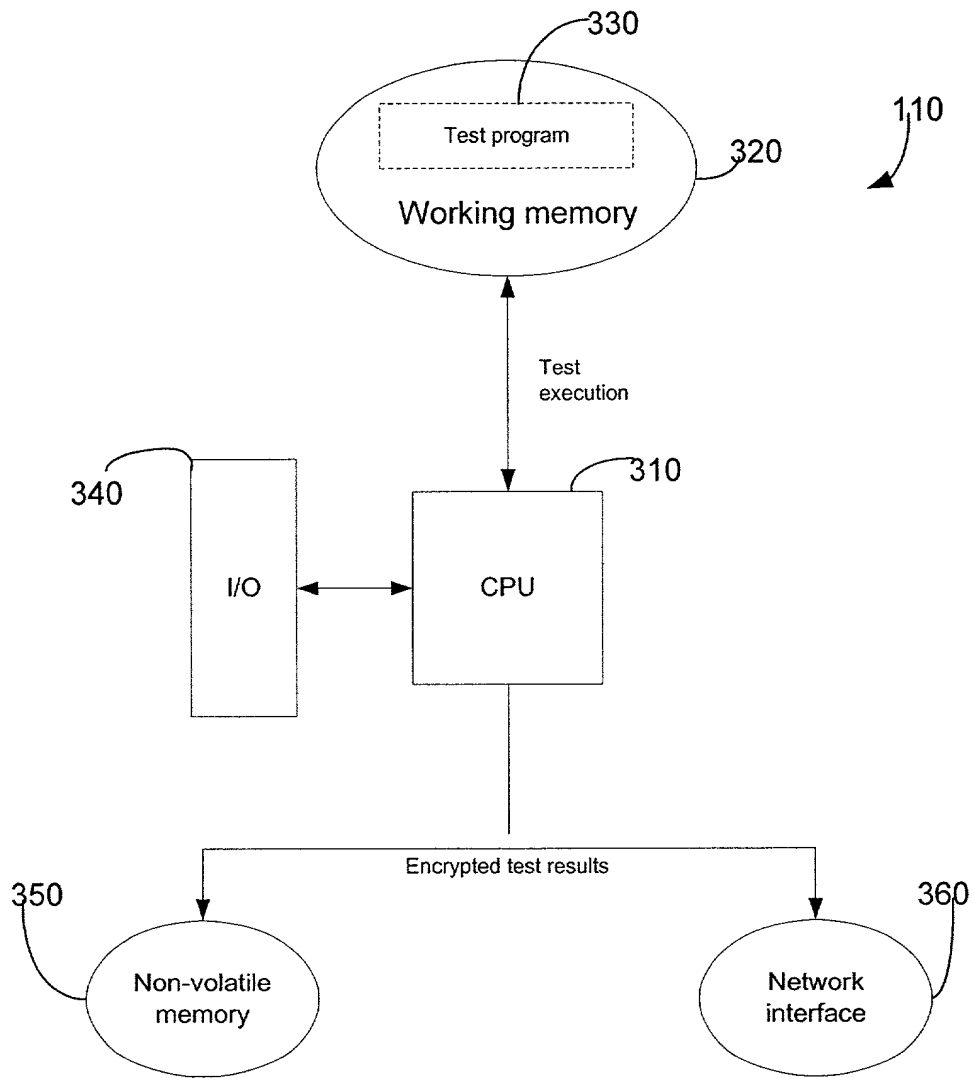 330
Test program
110
320
Working memory
Test
execution
310
340
I/O
CPU
Encrypted test results
350
360
Non-volatile
memory
Network
interface